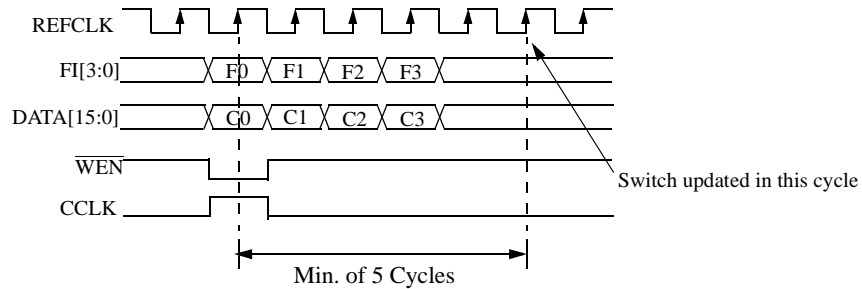 REFCLK
FI[3:0] F0 F1 F2 F3
DATA[15:0] C0 C1 C2 C3
WEN
Switch updated in this cycle
CCLK
Min. of 5 Cycles